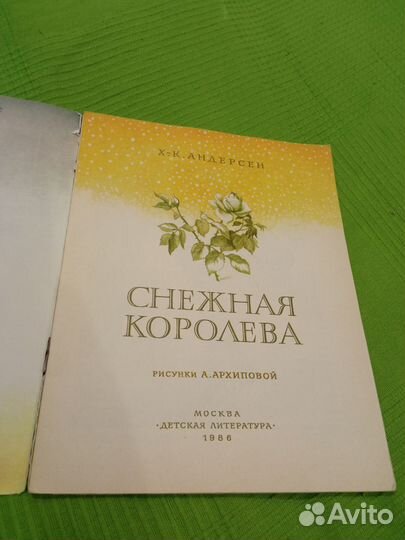 Х.-К. АНДЕРСЕН
СНЕЖНАЯ
КОРОЛЕВА
РИСУНКИ А. АРХИПОВОЙ
МОСКВА
·ДЕТСКАЯ ЛИТЕРАТУРА·
1986
Avito